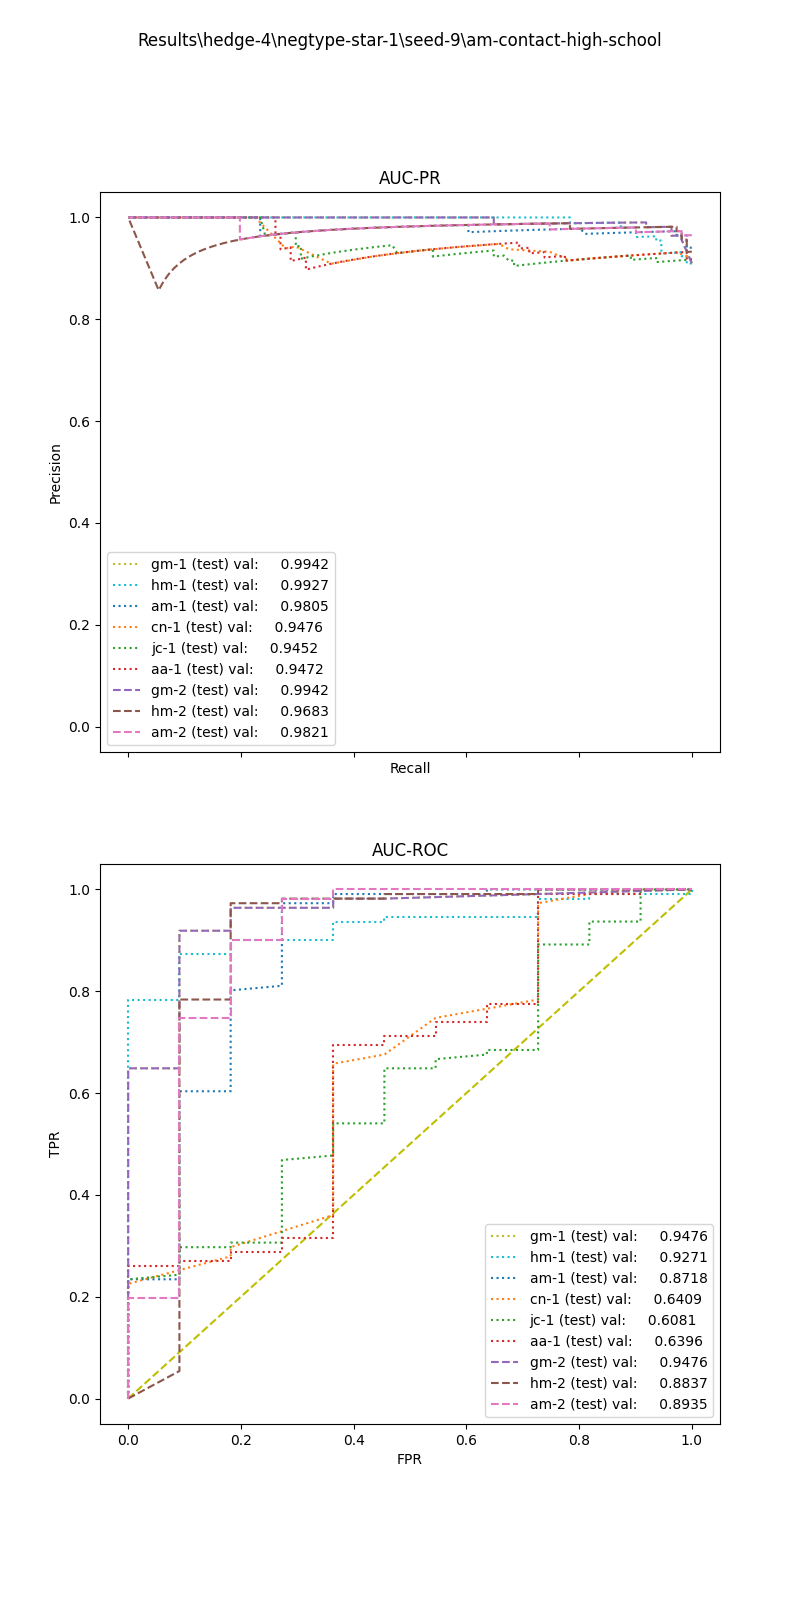 Results\hedge-4\negtype-star-1\seed-9\am-contact-high-school
AUC-PR
1.0
0.8
0.6
0.4
0.2
0.0
Precision
gm-1 (test) val: 0.9942
hm-1 (test) val: 0.9927
am-1 (test) val: 0.9805
cn-1 (test) val: 0.9476
jc-1 (test) val: 0.9452
aa-1 (test) val: 0.9472
gm-2 (test) val: 0.9942
hm-2 (test) val: 0.9683
am-2 (test) val: 0.9821
Recall
AUC-ROC
1.0
0.8
0.6
0.4
0.2
0.0
TPR
gm-1 (test) val: 0.9476
hm-1 (test) val: 0.9271
am-1 (test) val: 0.8718
cn-1 (test) val: 0.6409
jc-1 (test) val: 0.6081
aa-1 (test) val: 0.6396
gm-2 (test) val: 0.9476
hm-2 (test) val: 0.8837
am-2 (test) val: 0.8935
0.0 0.2 0.4 0.6 0.8 1.0
FPR